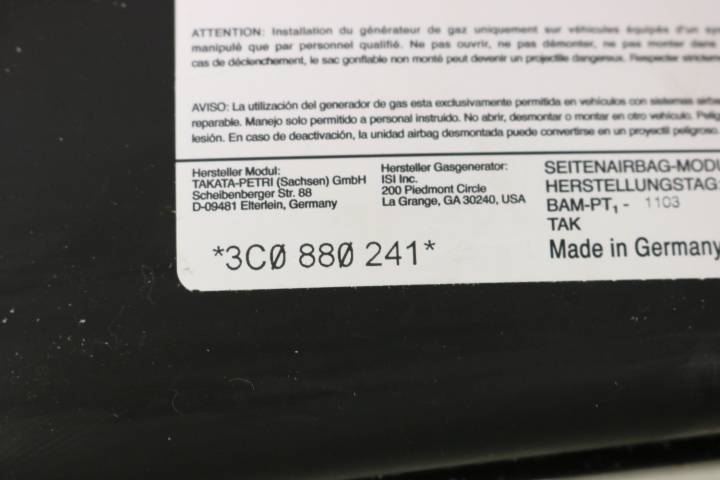 ATTENTION: Installation du générateur de gaz uniquement sur véhicules équipés d'un
manipulé que par personnel qualifié. Ne pas ouvrir, ne pas démonter, ne pas monter dans
cas de déclenchement, le sac gonflable non monté peut devenir un projectile dangereux. Respecter
AVISO: La utilización del generador de gas esta exclusivamente permitida en vehiculos con sistemas
reparable. Manejo solo permitido a personal instruido. No abrir, desmontar o montar en otro vehículo.
lesión. En caso de deactivación, la unidad airbag desmontada puede convertirse en un proyectil peligroso.
Hersteller Modul:
TAKATA-PETRI (Sachsen) GmbH
Scheibenberger Str. 88
D-09481 Elterlein, Germany
Hersteller Gasgenerator:
ISI Inc.
200 Piedmont Circle
La Grange, GA 30240, USA
SEITENAIRBAG-MODU
HERSTELLUNGSTAG:
BAM-PT₁ - 1103
TAK
Made in Germany
*3C0 880 241*